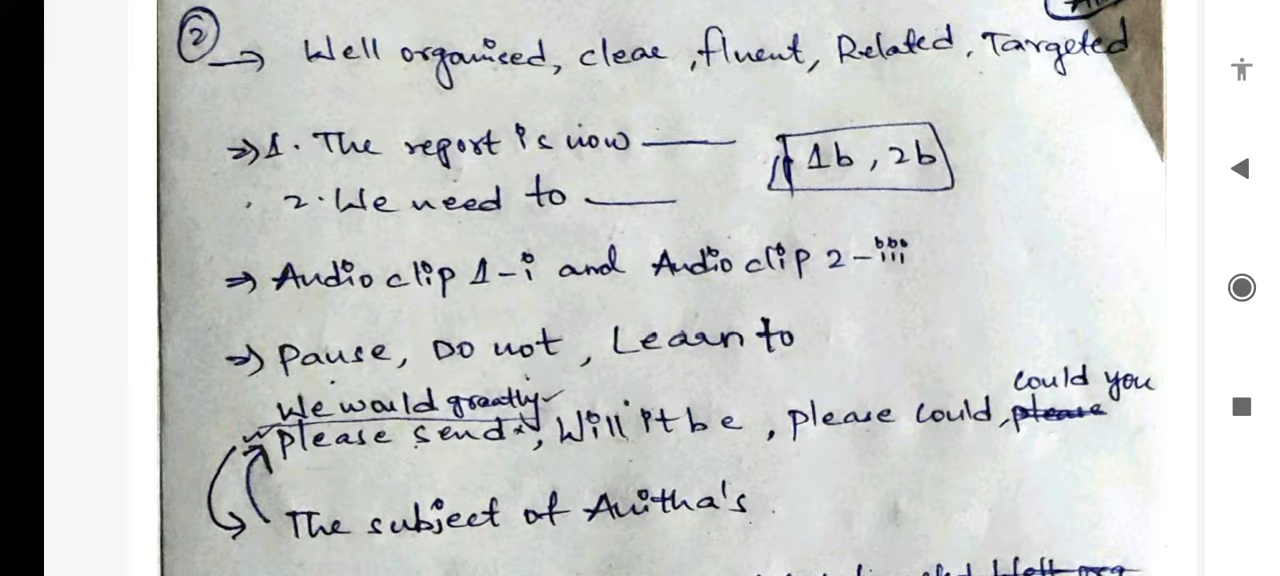 ② → Well organised, clear, fluent, Related, Targeted
⇒ 1. The report is now ——
1b, 2b
2. We need to ——
⇒ Audio clip 1-i and Audio clip 2-iii
⇒ Pause, Do not, Learn to
We would greatly could you
please send, Will it be, please could, please
The subject of Anitha's.